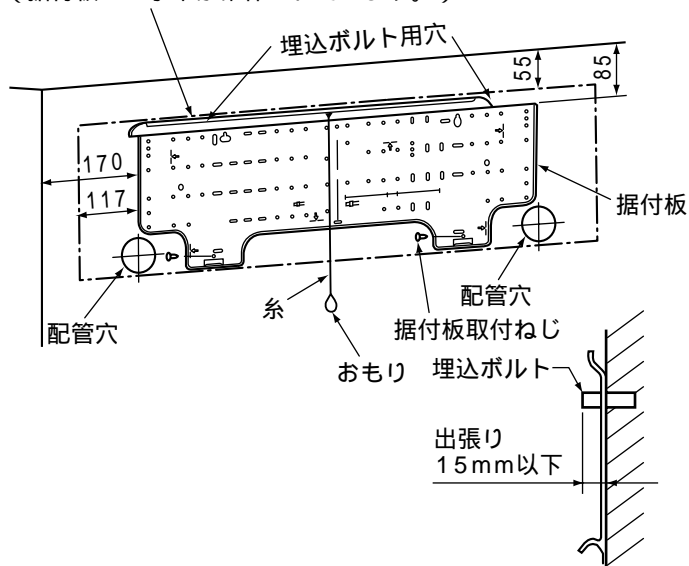 埋込ボルト用穴
55
85
170
117
据付板
配管穴
糸
配管穴
据付板取付ねじ
おもり
埋込ボルト
出張り
15mm以下